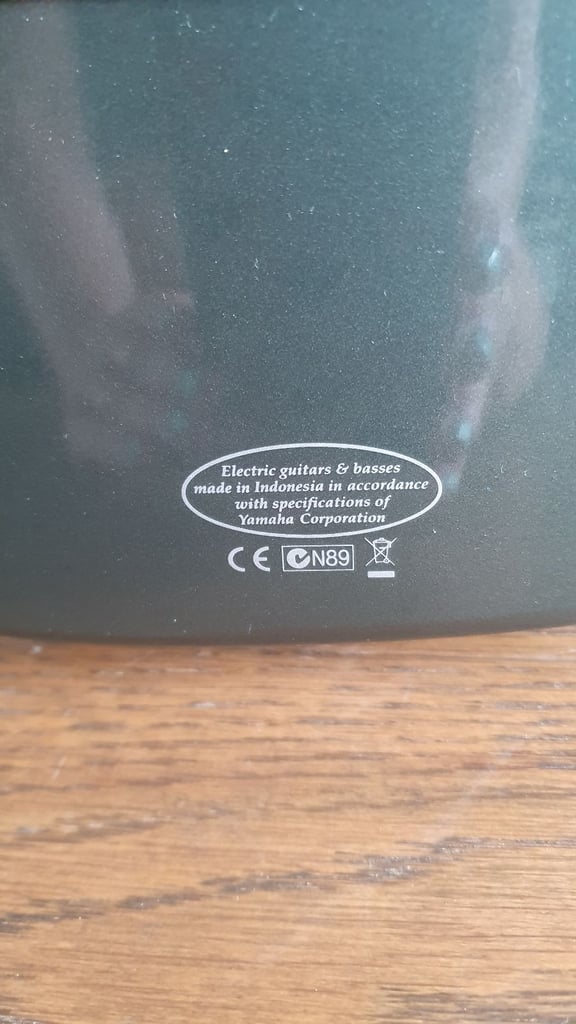 Electric guitars & basses
made in Indonesia in accordance
with specifications of
Yamaha Corporation
CE N89